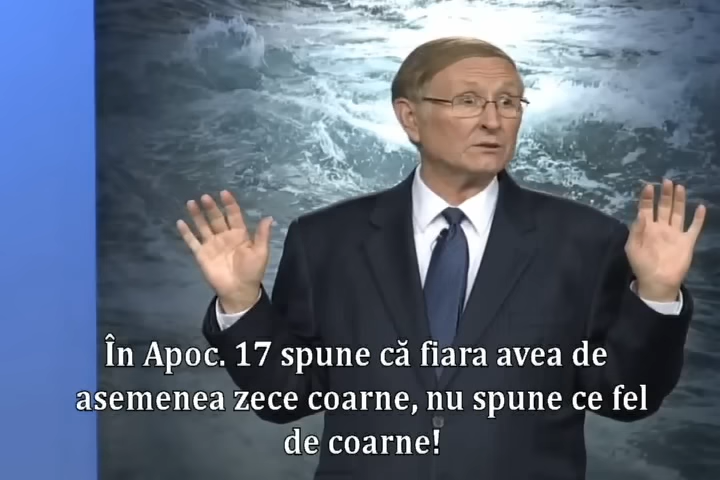 În Apoc. 17 spune că fiara avea de
asemenea zece coarne, nu spune ce fel
de coarne!